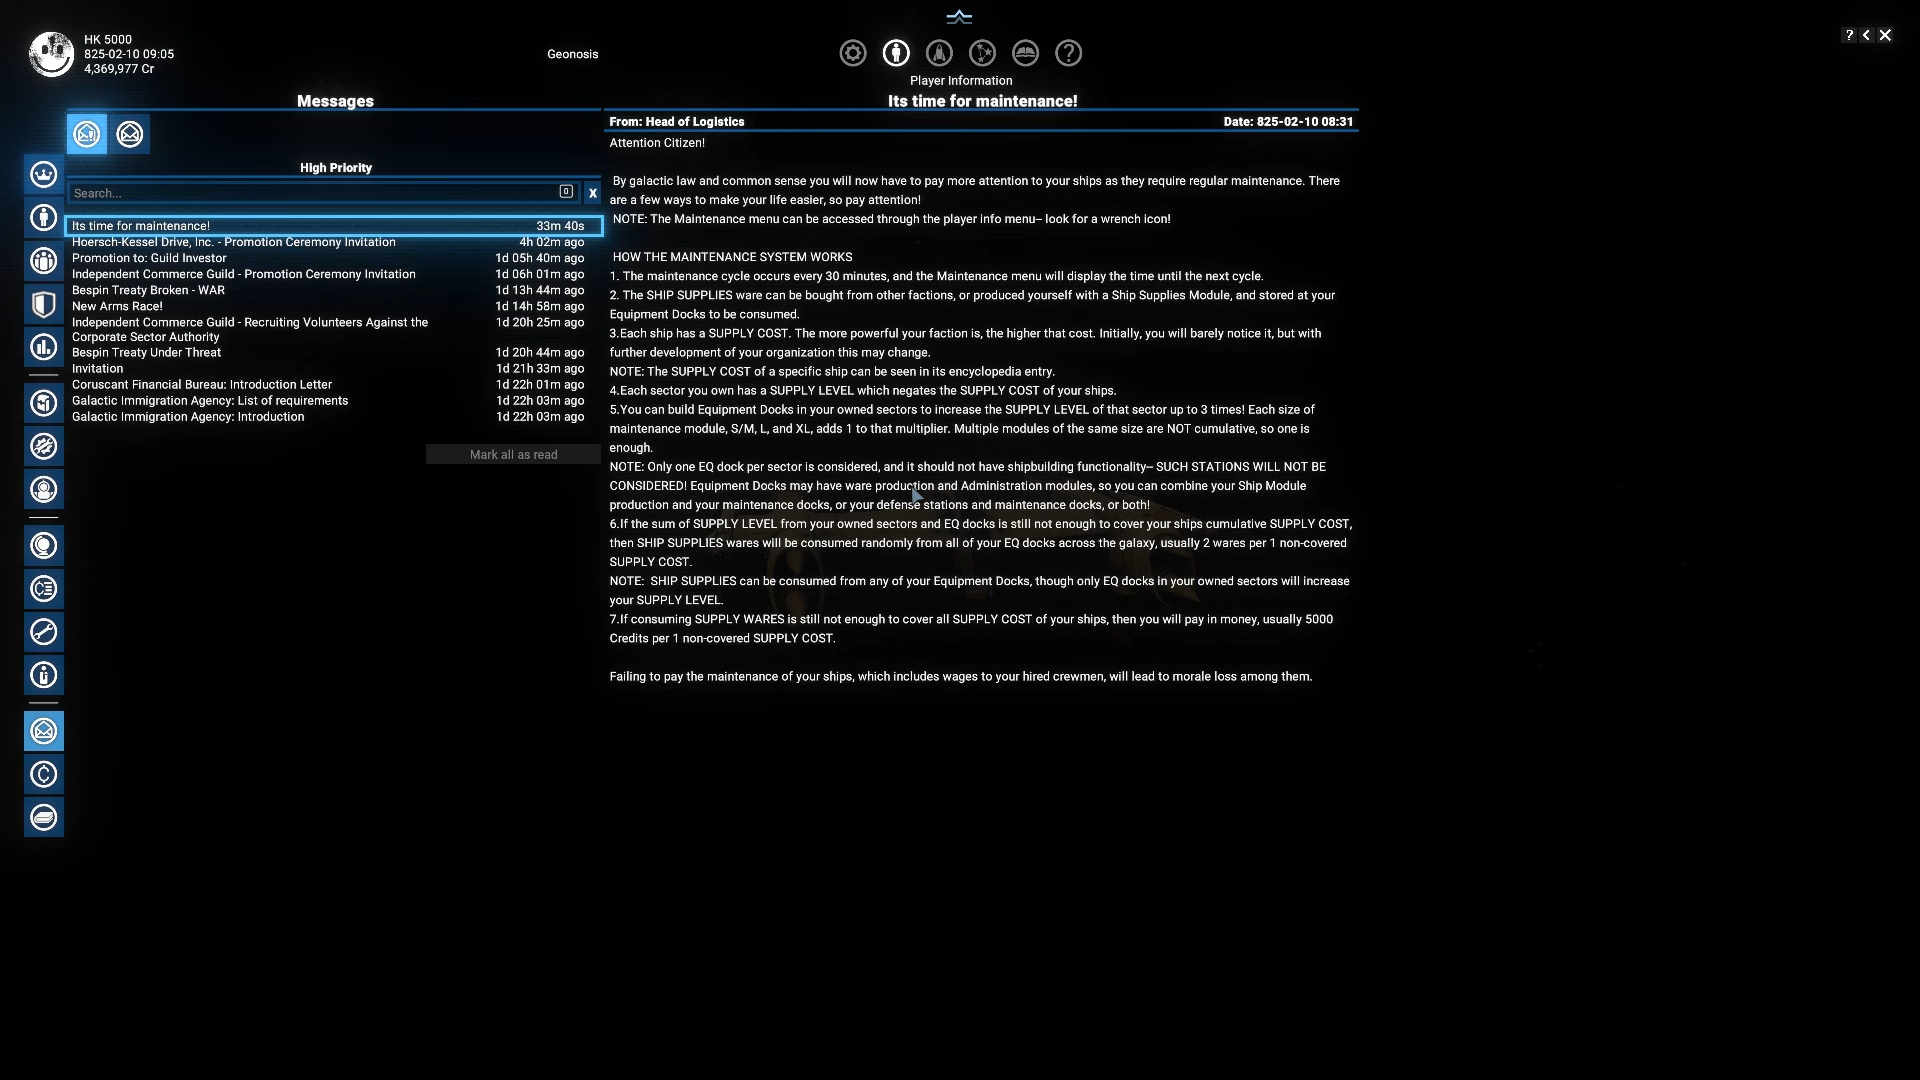 HK 5000
825-02-10 09:05
4,369,977 Cr
Geonosis
Player Information
? < X
Messages
High Priority
Search...
0
X
Its time for maintenance! 33m 40s
Hoersch-Kessel Drive, Inc. - Promotion Ceremony Invitation 4h 02m ago
Promotion to: Guild Investor 1d 05h 40m ago
Independent Commerce Guild - Promotion Ceremony Invitation 1d 06h 01m ago
Bespin Treaty Broken - WAR 1d 13h 44m ago
New Arms Race! 1d 14h 58m ago
Independent Commerce Guild - Recruiting Volunteers Against the 1d 20h 25m ago
Corporate Sector Authority
Bespin Treaty Under Threat 1d 20h 44m ago
Invitation 1d 21h 33m ago
Coruscant Financial Bureau: Introduction Letter 1d 22h 01m ago
Galactic Immigration Agency: List of requirements 1d 22h 03m ago
Galactic Immigration Agency: Introduction 1d 22h 03m ago
Mark all as read
Its time for maintenance!
From: Head of Logistics Date: 825-02-10 08:31
Attention Citizen!
By galactic law and common sense you will now have to pay more attention to your ships as they require regular maintenance. There
are a few ways to make your life easier, so pay attention!
NOTE: The Maintenance menu can be accessed through the player info menu-- look for a wrench icon!
HOW THE MAINTENANCE SYSTEM WORKS
1. The maintenance cycle occurs every 30 minutes, and the Maintenance menu will display the time until the next cycle.
2. The SHIP SUPPLIES ware can be bought from other factions, or produced yourself with a Ship Supplies Module, and stored at your
Equipment Docks to be consumed.
3.Each ship has a SUPPLY COST. The more powerful your faction is, the higher that cost. Initially, you will barely notice it, but with
further development of your organization this may change.
NOTE: The SUPPLY COST of a specific ship can be seen in its encyclopedia entry.
4.Each sector you own has a SUPPLY LEVEL which negates the SUPPLY COST of your ships.
5.You can build Equipment Docks in your owned sectors to increase the SUPPLY LEVEL of that sector up to 3 times! Each size of
maintenance module, S/M, L, and XL, adds 1 to that multiplier. Multiple modules of the same size are NOT cumulative, so one is
enough.
NOTE: Only one EQ dock per sector is considered, and it should not have shipbuilding functionality-- SUCH STATIONS WILL NOT BE
CONSIDERED! Equipment Docks may have ware production and Administration modules, so you can combine your Ship Module
production and your maintenance docks, or your defense stations and maintenance docks, or both!
6.If the sum of SUPPLY LEVEL from your owned sectors and EQ docks is still not enough to cover your ships cumulative SUPPLY COST,
then SHIP SUPPLIES wares will be consumed randomly from all of your EQ docks across the galaxy, usually 2 wares per 1 non-covered
SUPPLY COST.
NOTE:  SHIP SUPPLIES can be consumed from any of your Equipment Docks, though only EQ docks in your owned sectors will increase
your SUPPLY LEVEL.
7.If consuming SUPPLY WARES is still not enough to cover all SUPPLY COST of your ships, then you will pay in money, usually 5000
Credits per 1 non-covered SUPPLY COST.
Failing to pay the maintenance of your ships, which includes wages to your hired crewmen, will lead to morale loss among them.